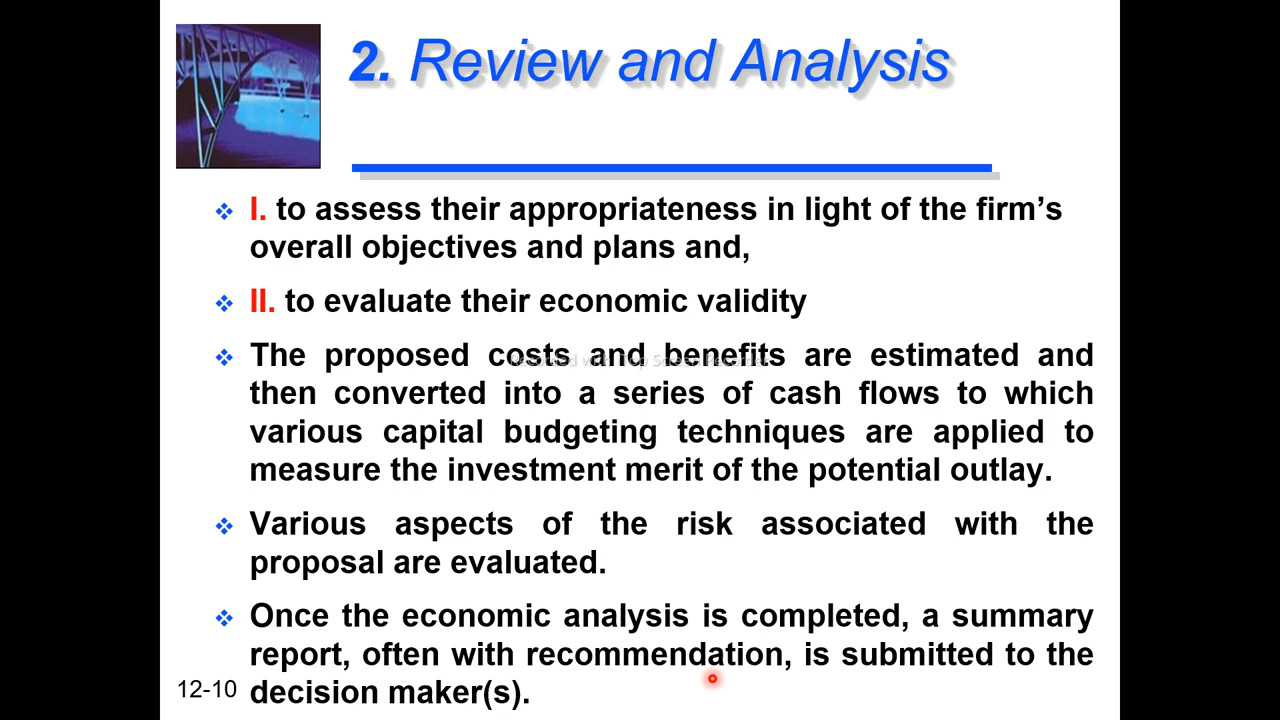 2. Review and Analysis
I. to assess their appropriateness in light of the firm’s
overall objectives and plans and,
II. to evaluate their economic validity
The proposed costs and benefits are estimated and
then converted into a series of cash flows to which
various capital budgeting techniques are applied to
measure the investment merit of the potential outlay.
Various aspects of the risk associated with the
proposal are evaluated.
Once the economic analysis is completed, a summary
report, often with recommendation, is submitted to the
decision maker(s).
12-10